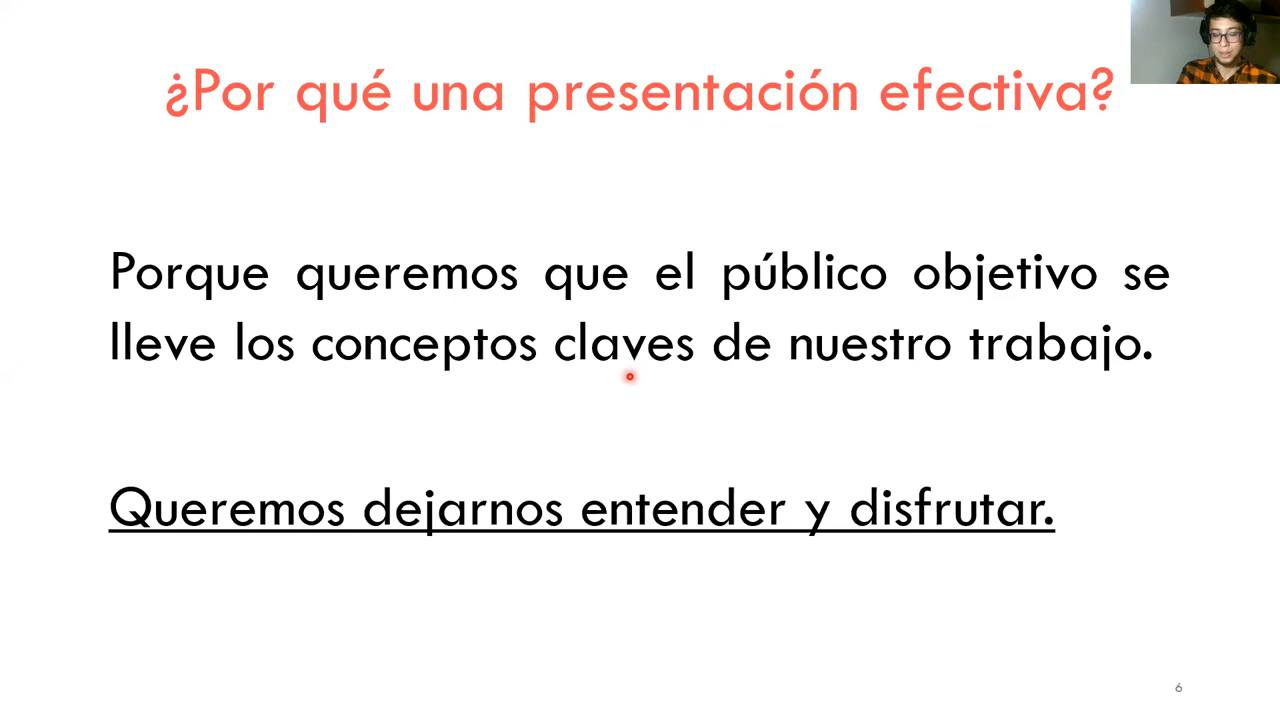 ¿Por qué una presentación efectiva?
Porque queremos que el público objetivo se
lleve los conceptos claves de nuestro trabajo.
Queremos dejarnos entender y disfrutar.
6